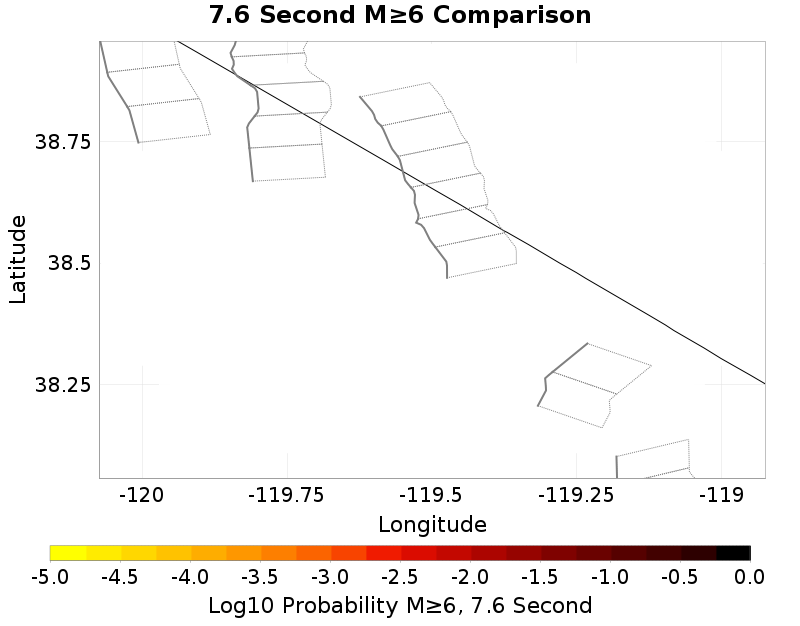 7.6 Second M≥6 Comparison
38.75
38.5
38.25
Latitude
-120 -119.75 -119.5 -119.25 -119
Longitude
-5.0 -4.5 -4.0 -3.5 -3.0 -2.5 -2.0 -1.5 -1.0 -0.5 0.0
Log10 Probability M≥6, 7.6 Second